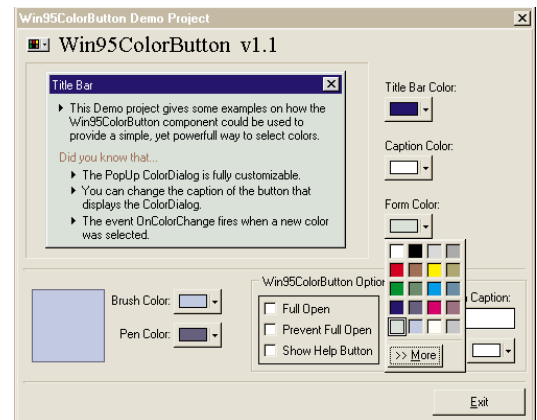 Win95ColorButton Demo Project
Win95ColorButton v1.1
Title Bar
This Demo project gives some examples on how the
Win95ColorButton component could be used to
provide a simple, yet powerfull way to select colors.
Did you know that...
The PopUp ColorDialog is fully customizable.
You can change the caption of the button that
displays the ColorDialog.
The event OnColorChange fires when a new color
was selected.
Title Bar Color:
Caption Color:
Form Color:
>> More
Brush Color:
Pen Color:
Win95ColorButton Option
Full Open
Prevent Full Open
Show Help Button
Caption:
Exit